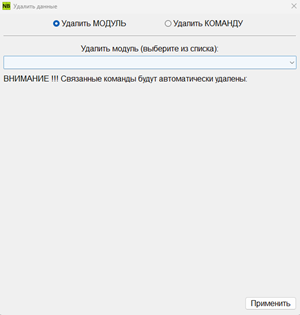 NB Удалить данные
Удалить МОДУЛЬ Удалить КОМАНДУ
Удалить модуль (выберите из списка):
ВНИМАНИЕ !!! Связанные команды будут автоматически удалены:
Применить